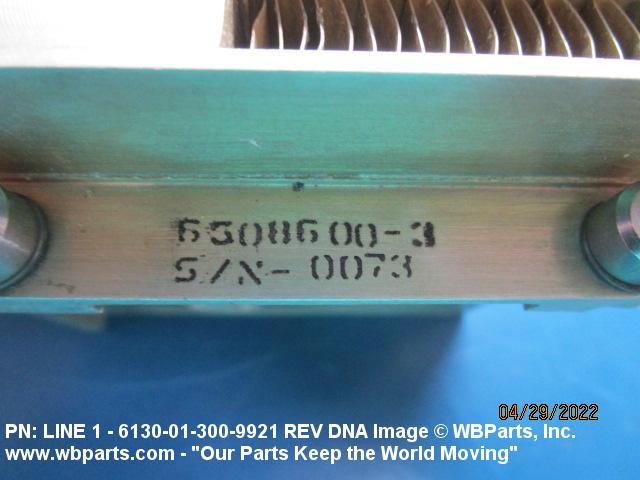 6508600-3
S/N- 0073
04/29/2022
PN: LINE 1 - 6130-01-300-9921 REV DNA Image © WBParts, Inc.
www.wbparts.com - "Our Parts Keep the World Moving"